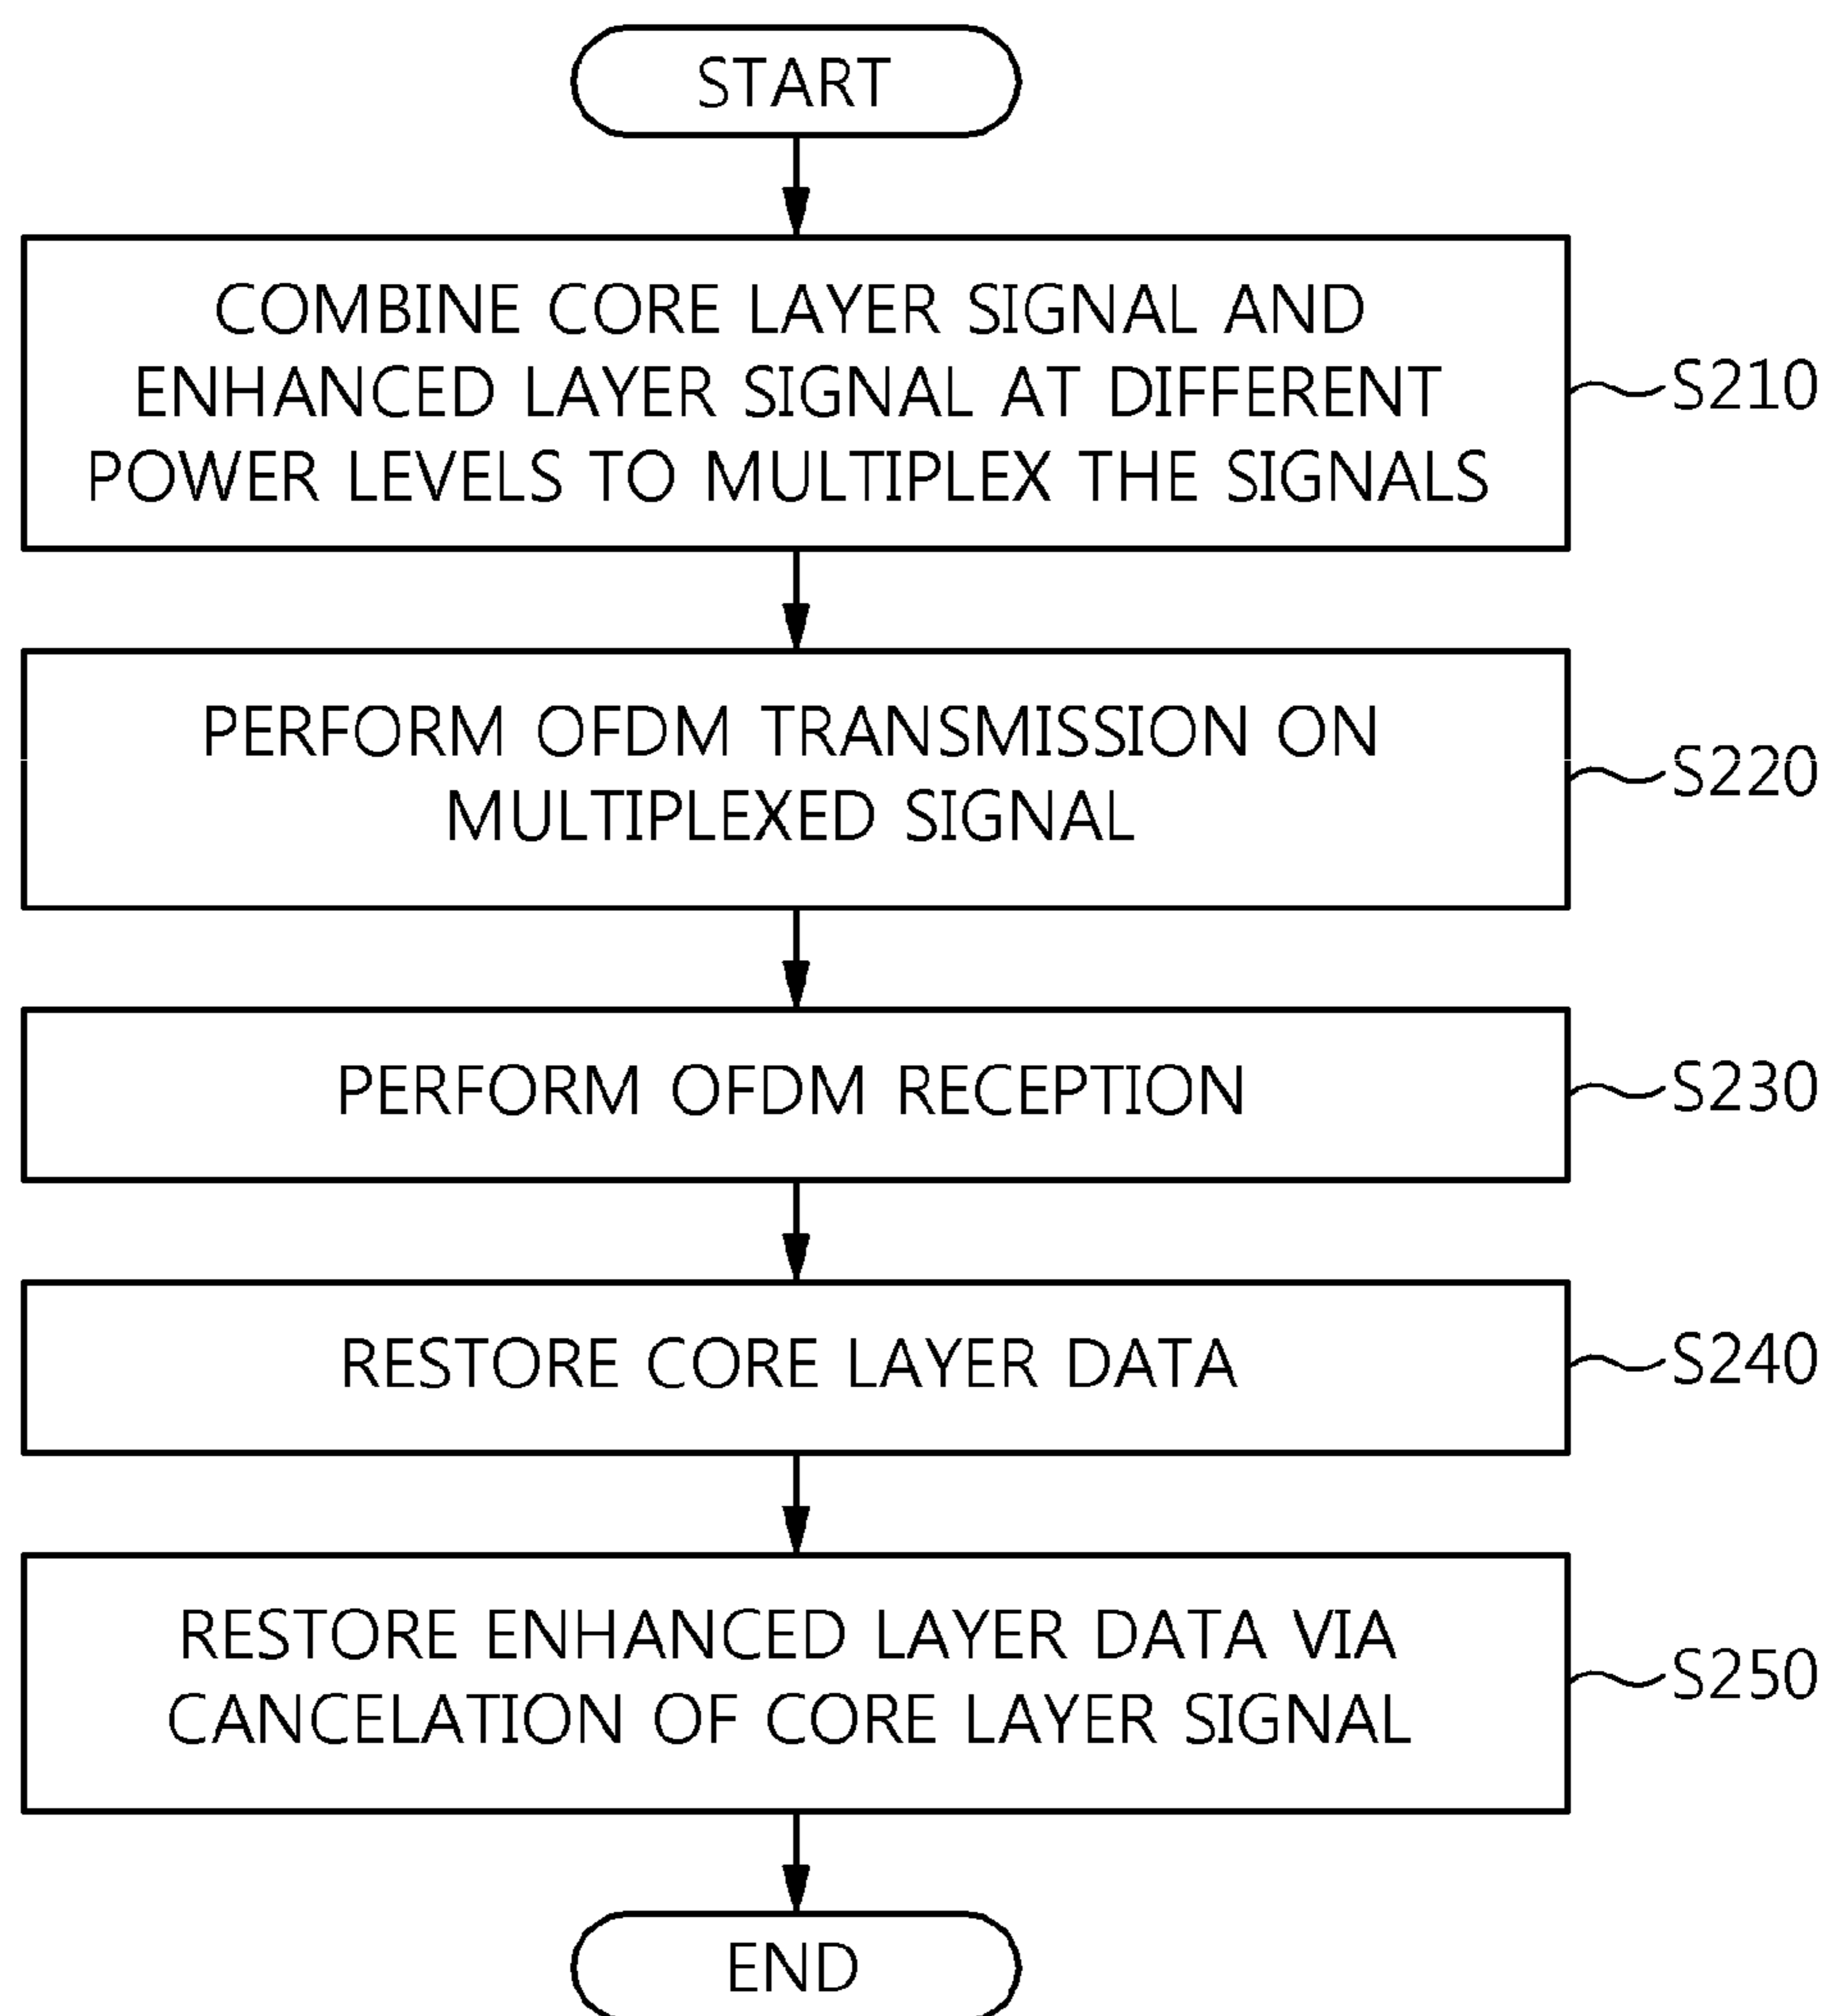 START
COMBINE CORE LAYER SIGNAL AND
ENHANCED LAYER SIGNAL AT DIFFERENT
POWER LEVELS TO MULTIPLEX THE SIGNALS
S210
PERFORM OFDM TRANSMISSION ON
MULTIPLEXED SIGNAL
S220
PERFORM OFDM RECEPTION
S230
RESTORE CORE LAYER DATA
S240
RESTORE ENHANCED LAYER DATA VIA
CANCELATION OF CORE LAYER SIGNAL
S250
END